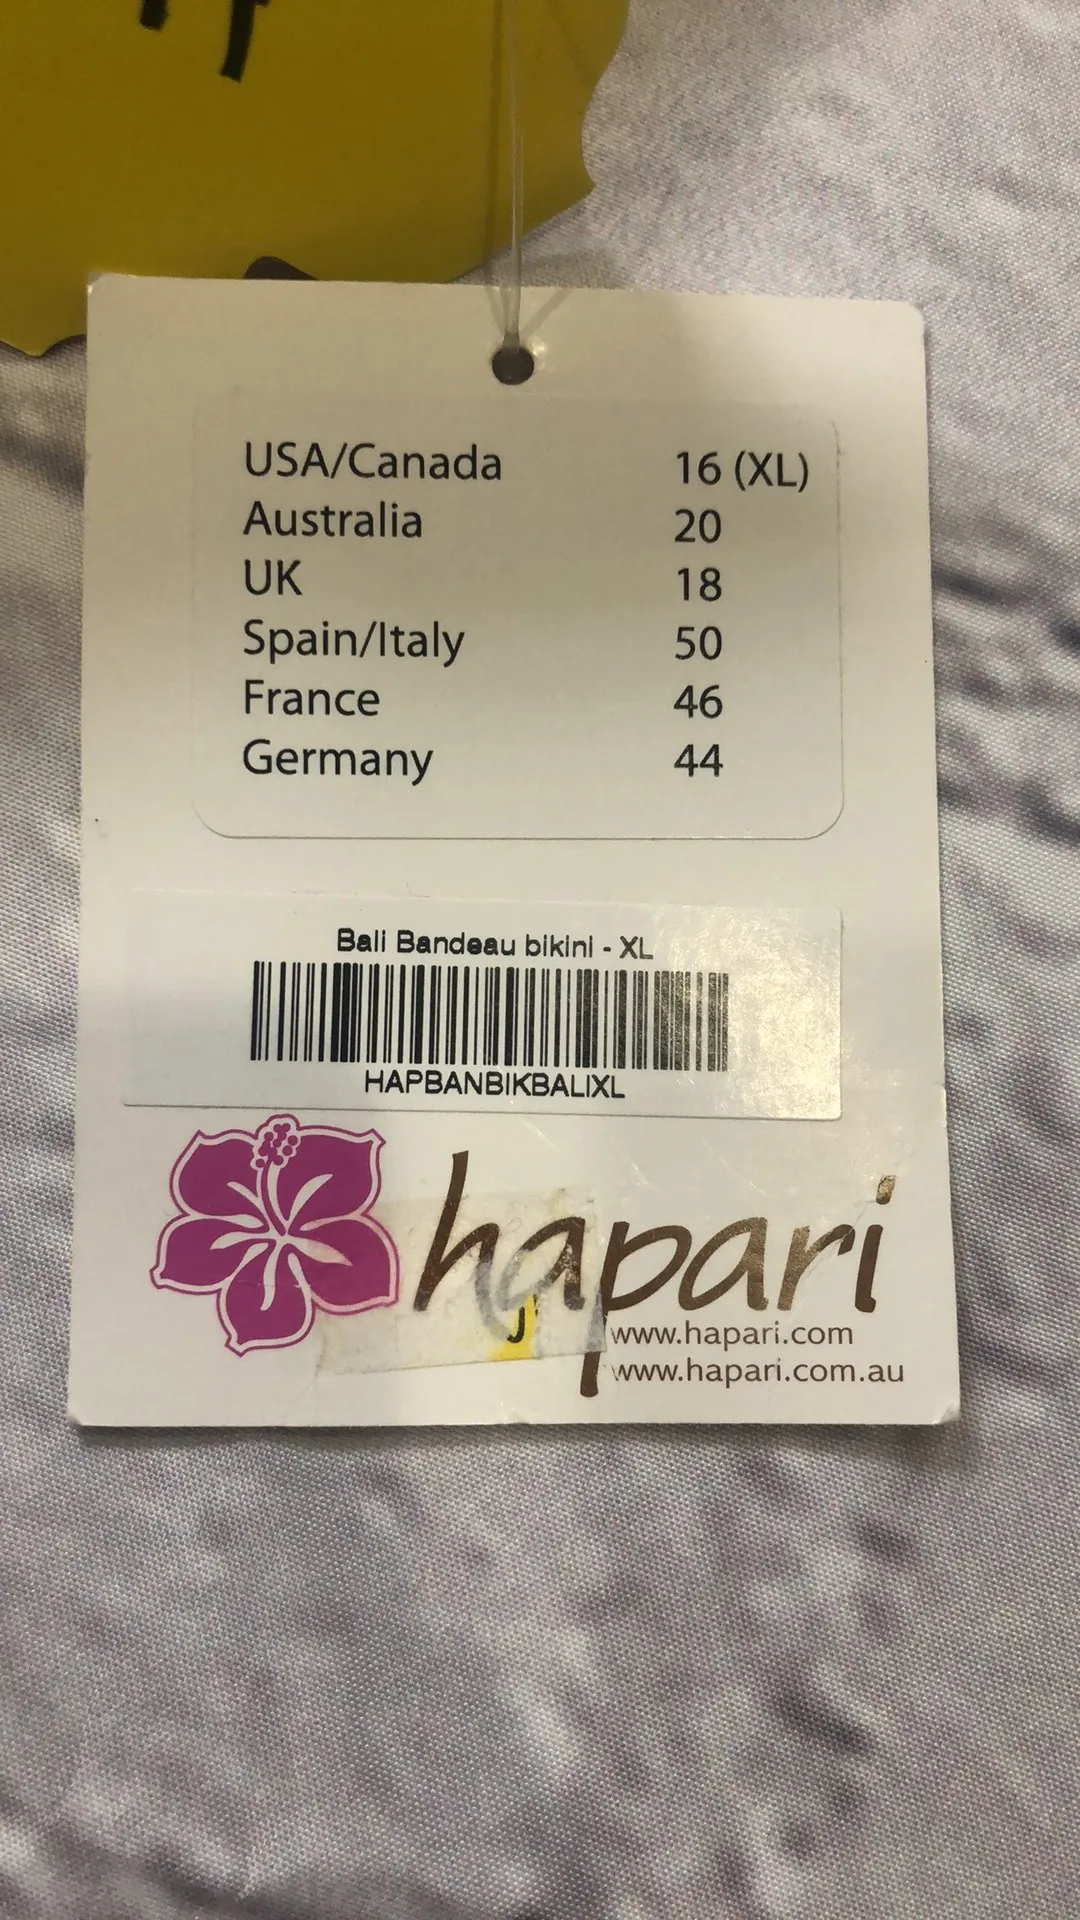 USA/Canada 16 (XL)
Australia 20
UK 18
Spain/Italy 50
France 46
Germany 44
Bali Bandeau bikini - XL
HAPBANBIKBALIXL
hapari
www.hapari.com
www.hapari.com.au